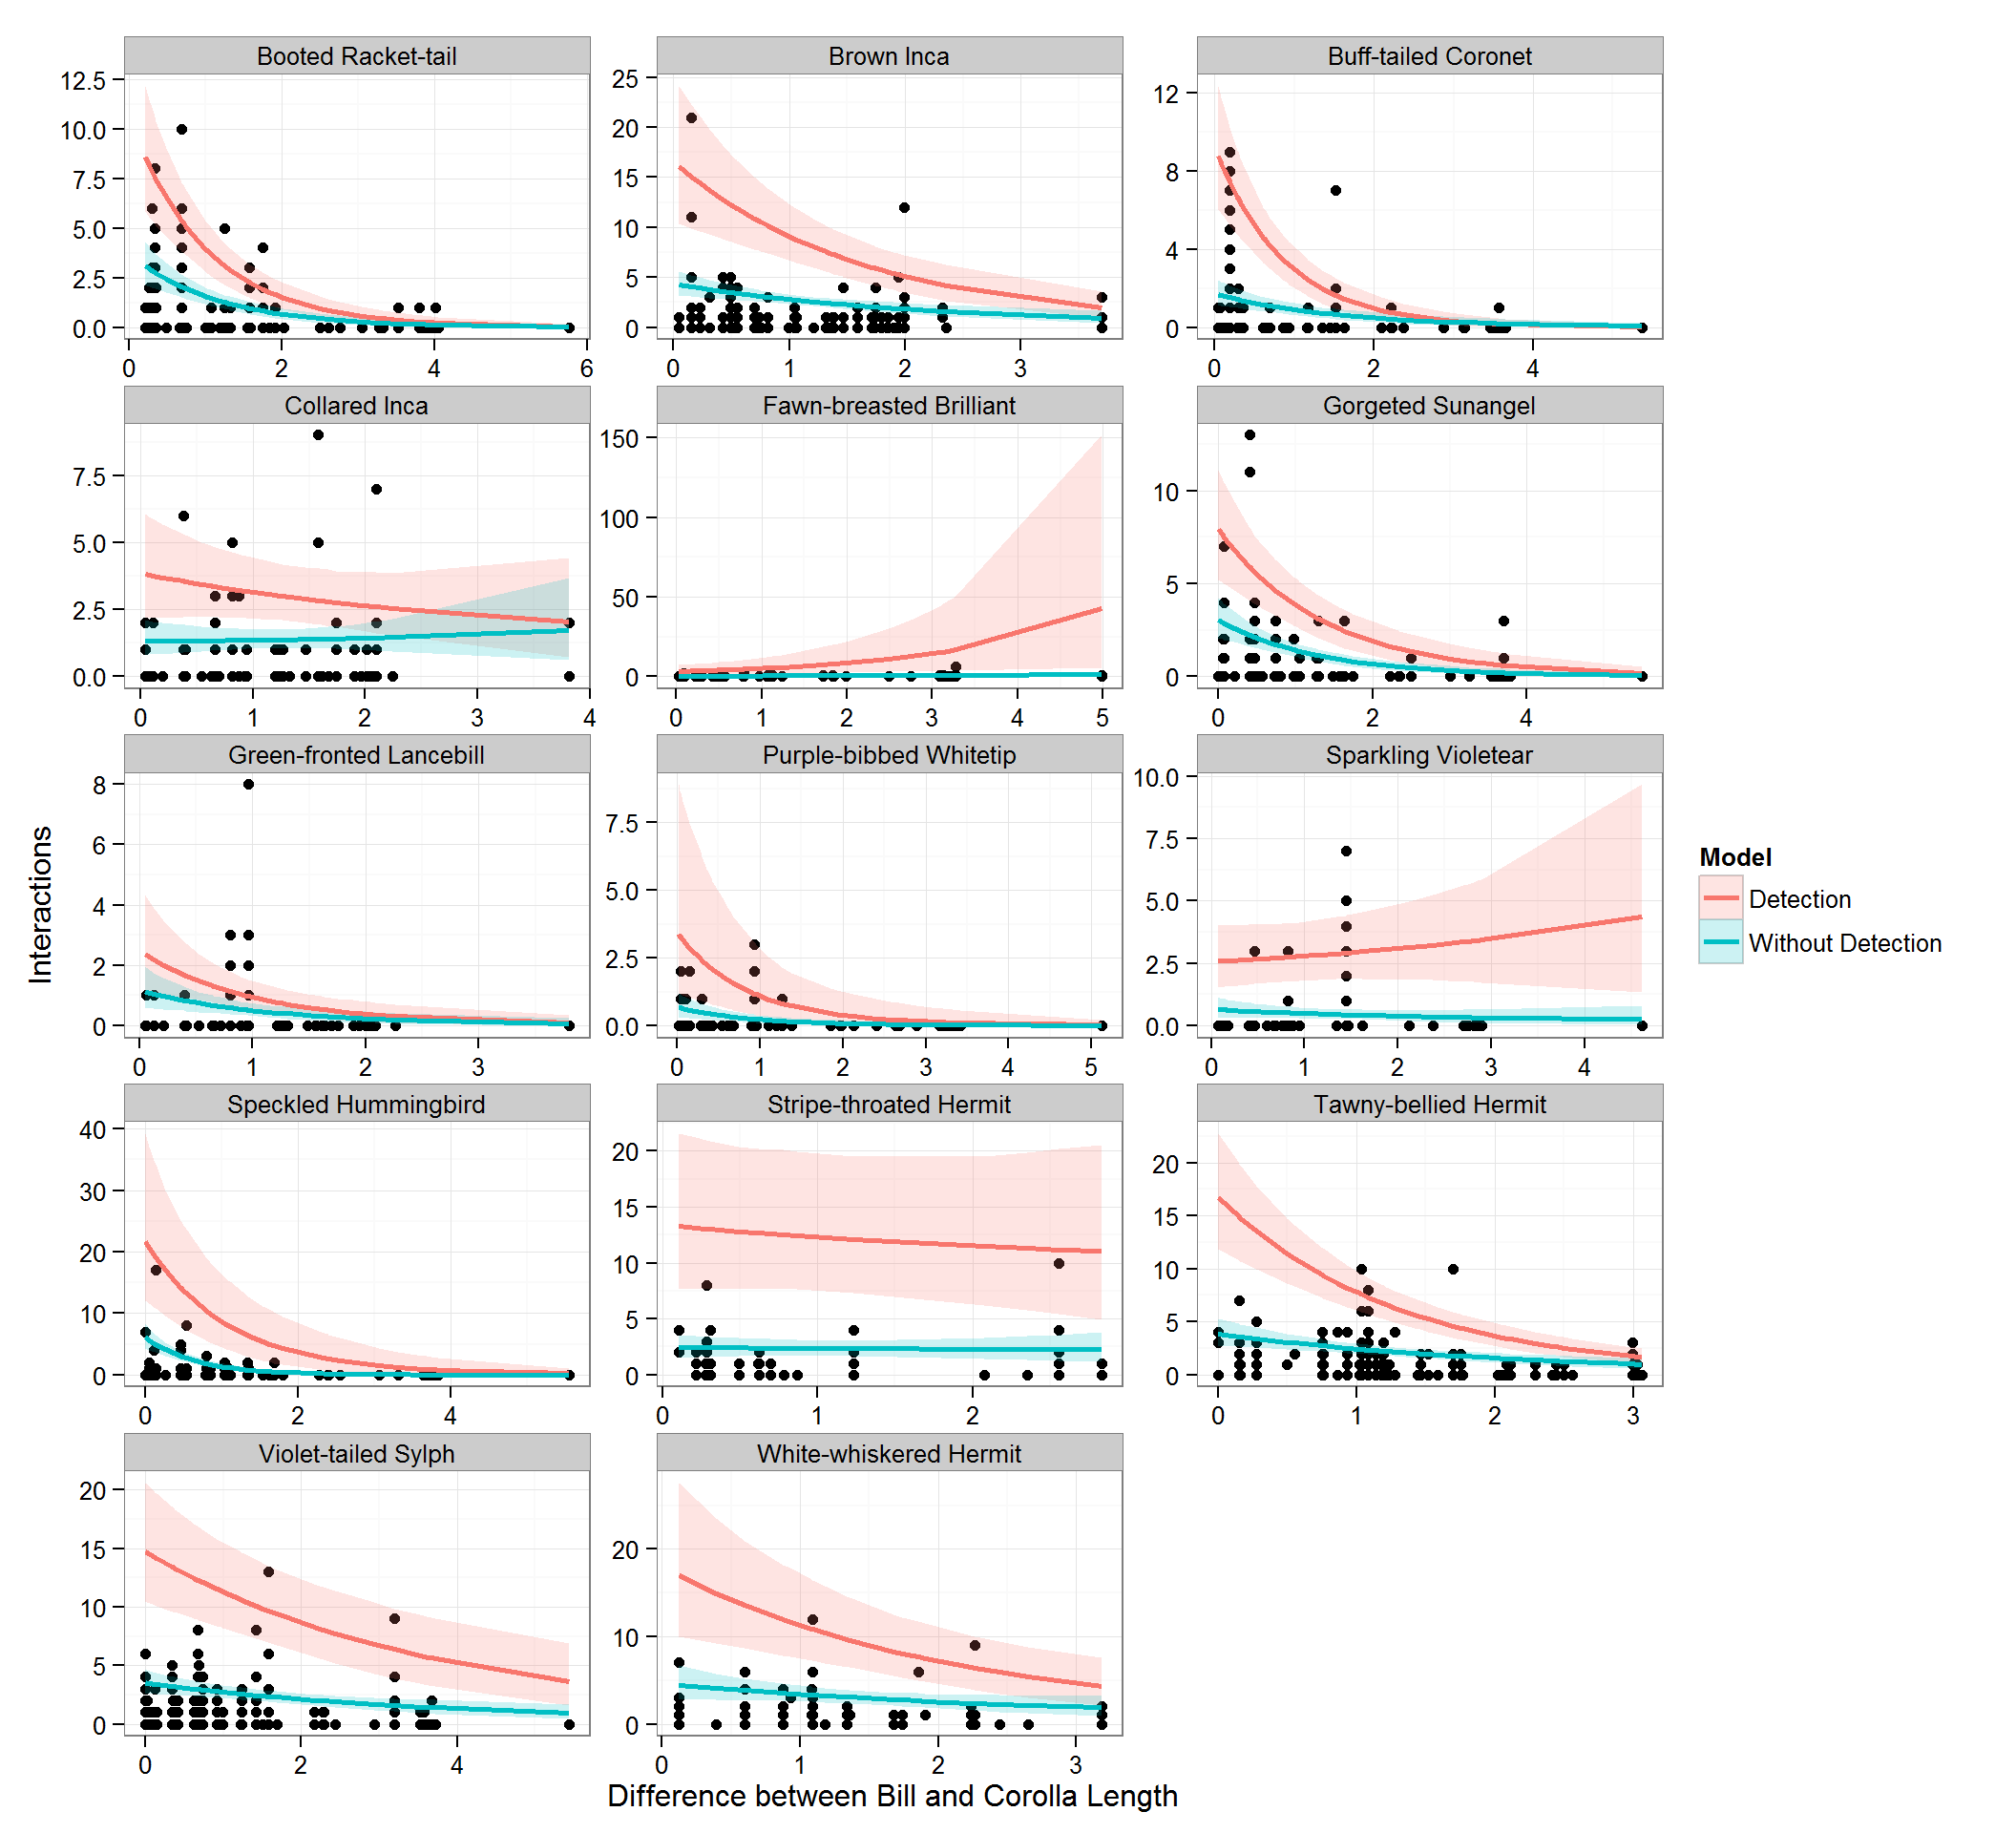 Booted Racket-tail Brown Inca Buff-tailed Coronet
12.5 10.0 7.5 5.0 2.5 0.0
0 2 4 6
25 20 15 10 5 0
0 1 2 3
12 8 4 0
0 2 4
Collared Inca Fawn-breasted Brilliant Gorgeted Sunangel
7.5 5.0 2.5 0.0
0 1 2 3 4
150 100 50 0
0 1 2 3 4 5
10 5 0
0 2 4
Green-fronted Lancebill Purple-bibbed Whitetip Sparkling Violetear
8 6 4 2 0
0 1 2 3
7.5 5.0 2.5 0.0
0 1 2 3 4 5
10.0 7.5 5.0 2.5 0.0
0 1 2 3 4
Speckled Hummingbird Stripe-throated Hermit Tawny-bellied Hermit
40 30 20 10 0
0 2 4
20 15 10 5 0
0 1 2
20 15 10 5 0
0 1 2 3
Violet-tailed Sylph White-whiskered Hermit
20 15 10 5 0
0 2 4
20 10 0
0 1 2 3
Interactions
Difference between Bill and Corolla Length
Model
Detection
Without Detection